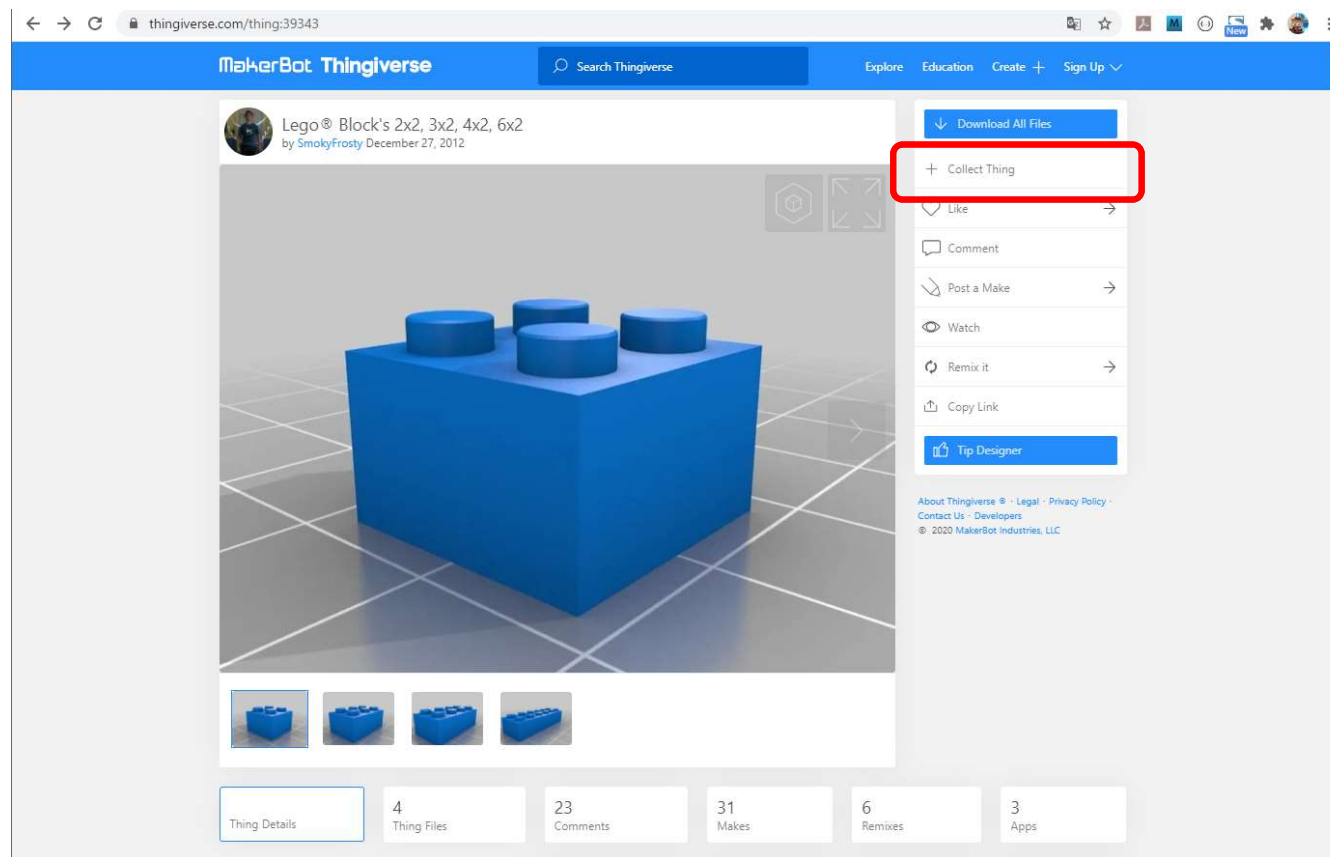 thingiverse.com/thing:39343
New
MakerBot Thingiverse
Search Thingiverse
Explore Education Create + Sign Up
Lego® Block's 2x2, 3x2, 4x2, 6x2
by SmokyFrosty December 27, 2012
Download All Files
+ Collect Thing
Like
Comment
Post a Make
Watch
Remix it
Copy Link
Tip Designer
About Thingiverse ® · Legal · Privacy Policy ·
Contact Us · Developers
© 2020 MakerBot Industries, LLC
Thing Details
4
Thing Files
23
Comments
31
Makes
6
Remixes
3
Apps